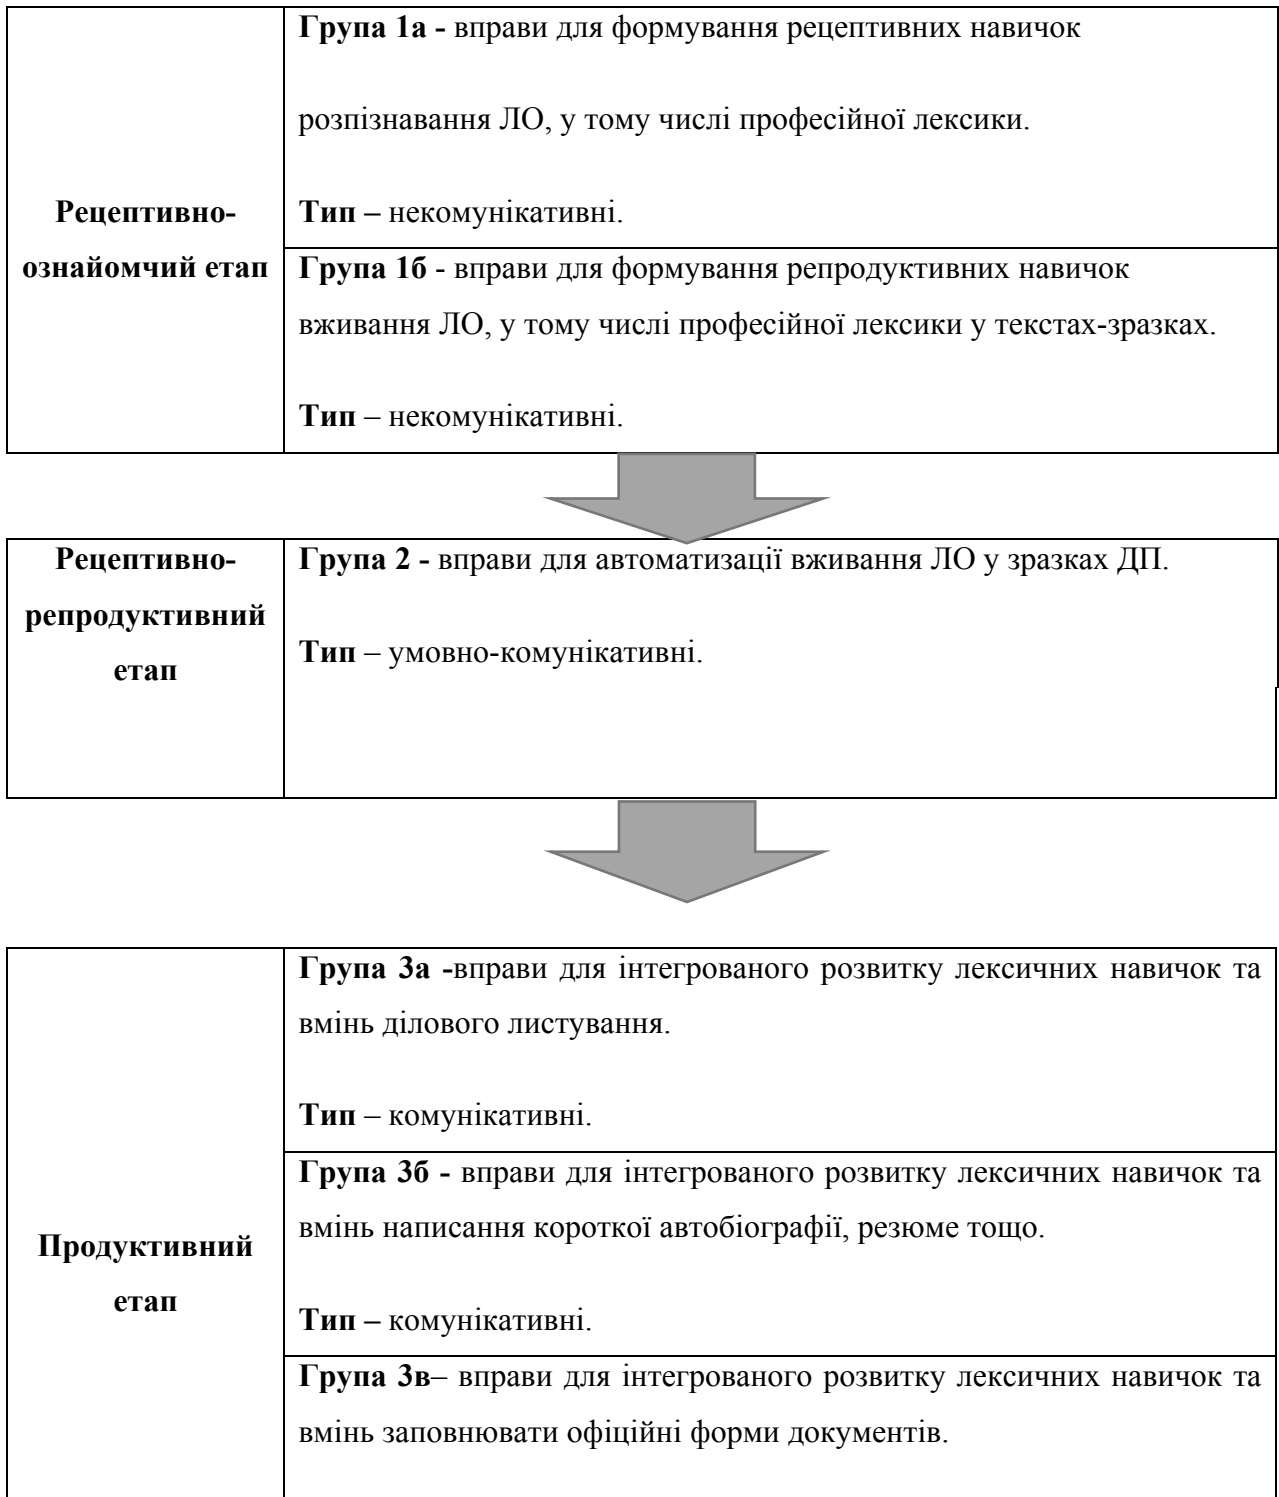 Рецептивно-
ознайомчий етап
Група 1а - вправи для формування рецептивних навичок
розпізнавання ЛО, у тому числі професійної лексики.
Тип – некомунікативні.
Група 1б - вправи для формування репродуктивних навичок
вживання ЛО, у тому числі професійної лексики у текстах-зразках.
Тип – некомунікативні.
Рецептивно-
репродуктивний
етап
Група 2 - вправи для автоматизації вживання ЛО у зразках ДП.
Тип – умовно-комунікативні.
Продуктивний
етап
Група 3а -вправи для інтегрованого розвитку лексичних навичок та
вмінь ділового листування.
Тип – комунікативні.
Група 3б - вправи для інтегрованого розвитку лексичних навичок та
вмінь написання короткої автобіографії, резюме тощо.
Тип – комунікативні.
Група 3в– вправи для інтегрованого розвитку лексичних навичок та
вмінь заповнювати офіційні форми документів.